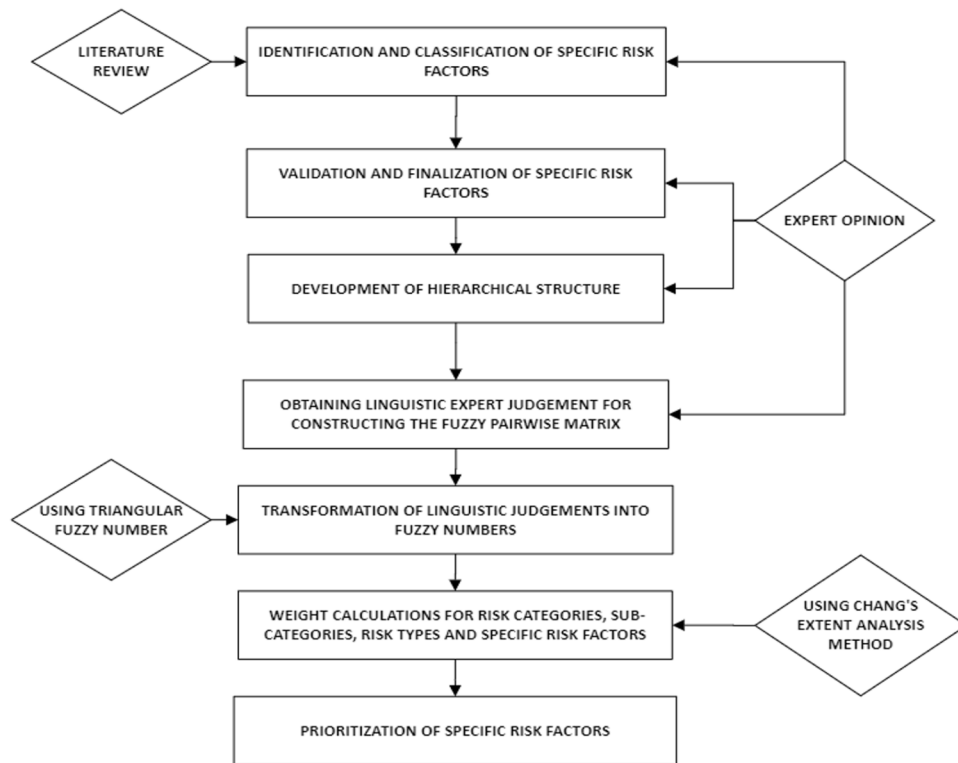 LITERATURE
REVIEW
IDENTIFICATION AND CLASSIFICATION OF SPECIFIC RISK
FACTORS
VALIDATION AND FINALIZATION OF SPECIFIC RISK
FACTORS
EXPERT OPINION
DEVELOPMENT OF HIERARCHICAL STRUCTURE
OBTAINING LINGUISTIC EXPERT JUDGEMENT FOR
CONSTRUCTING THE FUZZY PAIRWISE MATRIX
USING TRIANGULAR
FUZZY NUMBER
TRANSFORMATION OF LINGUISTIC JUDGEMENTS INTO
FUZZY NUMBERS
WEIGHT CALCULATIONS FOR RISK CATEGORIES, SUB-
CATEGORIES, RISK TYPES AND SPECIFIC RISK FACTORS
USING CHANG'S
EXTENT ANALYSIS
METHOD
PRIORITIZATION OF SPECIFIC RISK FACTORS